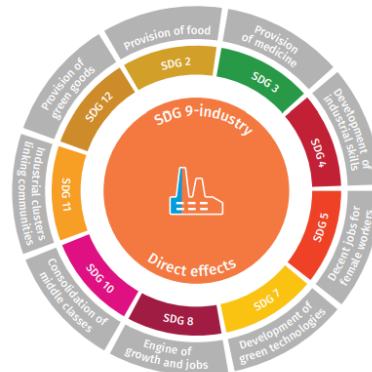 SDG 9-industry
Direct effects
Provision of food
SDG 2
Provision
of medicine
SDG 3
Development of
industrial skills
SDG 4
Decent jobs for
female workers
SDG 5
Development of
green technologies
SDG 7
Engine of
growth and jobs
SDG 8
Consolination of
middle classes
SDG 10
Industrial clusters
linking communities
SDG 11
Provision of
green goods
SDG 12